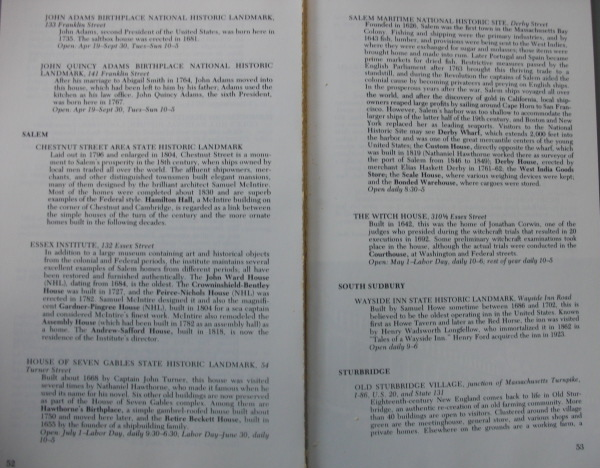 JOHN ADAMS BIRTHPLACE NATIONAL HISTORIC LANDMARK,
133 Franklin Street
John Adams, second President of the United States, was born here in
1735. The saltbox house was erected in 1681.
Open: Apr 19-Sept 30, Tues-Sun 10-5
JOHN QUINCY ADAMS BIRTHPLACE NATIONAL HISTORIC
LANDMARK, 141 Franklin Street
After his marriage to Abigail Smith in 1764, John Adams moved into
this house, which had been left to him by his father. Adams used the
kitchen as his law office. John Quincy Adams, the sixth President,
was born here in 1767.
Open: Apr 19-Sept 30, Tues-Sun 10-5
SALEM
CHESTNUT STREET AREA STATE HISTORIC LANDMARK
Laid out in 1796 and enlarged in 1804, Chestnut Street is a monu-
ment to Salem's prosperity in the 19th century, when ships owned by
local men traded all over the world. The affluent shipowners, mer-
chants, and other distinguished townsmen built elegant mansions,
many of them designed by the brilliant architect Samuel McIntire.
Most of the homes were completed about 1830 and are superb
examples of the Federal style. Hamilton Hall, a McIntire building on
the corner of Chestnut and Cambridge, is regarded as a link between
the simple houses of the turn of the century and the more ornate
homes built in the following decades.
ESSEX INSTITUTE, 132 Essex Street
In addition to a large museum containing art and historical objects
from the colonial and Federal periods, the institute maintains several
excellent examples of Salem homes from different periods; all have
been restored and furnished authentically. The John Ward House
(NHL), dating from 1684, is the oldest. The Crowninshield-Bentley
House was built in 1727, and the Peirce-Nichols House (NHL) was
erected in 1782. Samuel McIntire designed it and also the magnifi-
cent Gardner-Pingree House (NHL), built in 1804 for a sea captain
and considered McIntire's finest work. McIntire also remodeled the
Assembly House (which had been built in 1782 as an assembly hall) as
a home. The Andrew-Safford House, built in 1818, is now the
residence of the Institute's director.
HOUSE OF SEVEN GABLES STATE HISTORIC LANDMARK, 54
Turner Street
Built about 1668 by Captain John Turner, this house was visited
several times by Nathaniel Hawthorne, who made it famous when he
used its name for his novel. Six other old buildings are now preserved
as part of the House of Seven Gables complex. Among them are
Hawthorne's Birthplace, a simple gambrel-roofed house built about
1750 and moved here later, and the Retire Beckett House, built in
1655 by the founder of a shipbuilding family.
Open: July 1-Labor Day, daily 9:30-6:30, Labor Day-June 30, daily
10-5
52
SALEM MARITIME NATIONAL HISTORIC SITE, Derby Street
Founded in 1626, Salem was the first town in the Massachusetts Bay
Colony. Fishing and shipping were the primary industries, and by
1643 fish, lumber, and provisions were being sent to the West Indies,
where they were exchanged for sugar and molasses; these items were
brought home and made into rum. Later Portugal and Spain became
prime markets for dried fish. Restrictive measures passed by the
English Parliament after 1763 brought this thriving trade to a
standstill, and during the Revolution the captains of Salem aided the
colonial cause by becoming privateers and preying on English ships.
In the prosperous years after the war, Salem ships voyaged all over
the world, and after the discovery of gold in California, local ship-
owners reaped large profits by sailing around Cape Horn to San Fran-
cisco. However, Salem's harbor was too shallow to accommodate the
larger ships of the latter half of the 19th century, and Boston and New
York replaced her as leading seaports. Visitors to the National
Historic Site may see Derby Wharf, which extends 2,000 feet into
the harbor and was one of the great mercantile centers of the young
United States; the Custom House, directly opposite the wharf, which
was built in 1819 (Nathaniel Hawthorne worked there as surveyor of
the port of Salem from 1846 to 1849); Derby House, erected by
merchant Elias Haskett Derby in 1761-62; the West India Goods
Store; the Scale House, where various weighing devices were kept;
and the Bonded Warehouse, where cargoes were stored.
Open daily 8:30-5
THE WITCH HOUSE, 310½ Essex Street
Built in 1642, this was the home of Jonathan Corwin, one of the
judges who presided during the witchcraft trials that resulted in 20
executions in 1692. Some preliminary witchcraft examinations took
place in the house, although the actual trials were conducted in the
Courthouse, at Washington and Federal streets.
Open: May 1-Labor Day, daily 10-6, rest of year daily 10-5
SOUTH SUDBURY
WAYSIDE INN STATE HISTORIC LANDMARK, Wayside Inn Road
Built by Samuel Howe sometime between 1686 and 1702, this is
believed to be the oldest operating inn in the United States. Known
first as Howe Tavern and later as the Red Horse, the inn was visited
by Henry Wadsworth Longfellow, who immortalized it in 1862 in
"Tales of a Wayside Inn." Henry Ford acquired the inn in 1923.
Open daily 9-6
STURBRIDGE
OLD STURBRIDGE VILLAGE, junction of Massachusetts Turnpike,
I-86, U.S. 20, and State 131
Eighteenth-century New England comes back to life in Old Stur-
bridge, an authentic re-creation of an old farming community. More
than 40 buildings are open to visitors. Clustered around the village
green are the meetinghouse, general store, and various shops and
private homes. Elsewhere on the grounds are a working farm, a
53